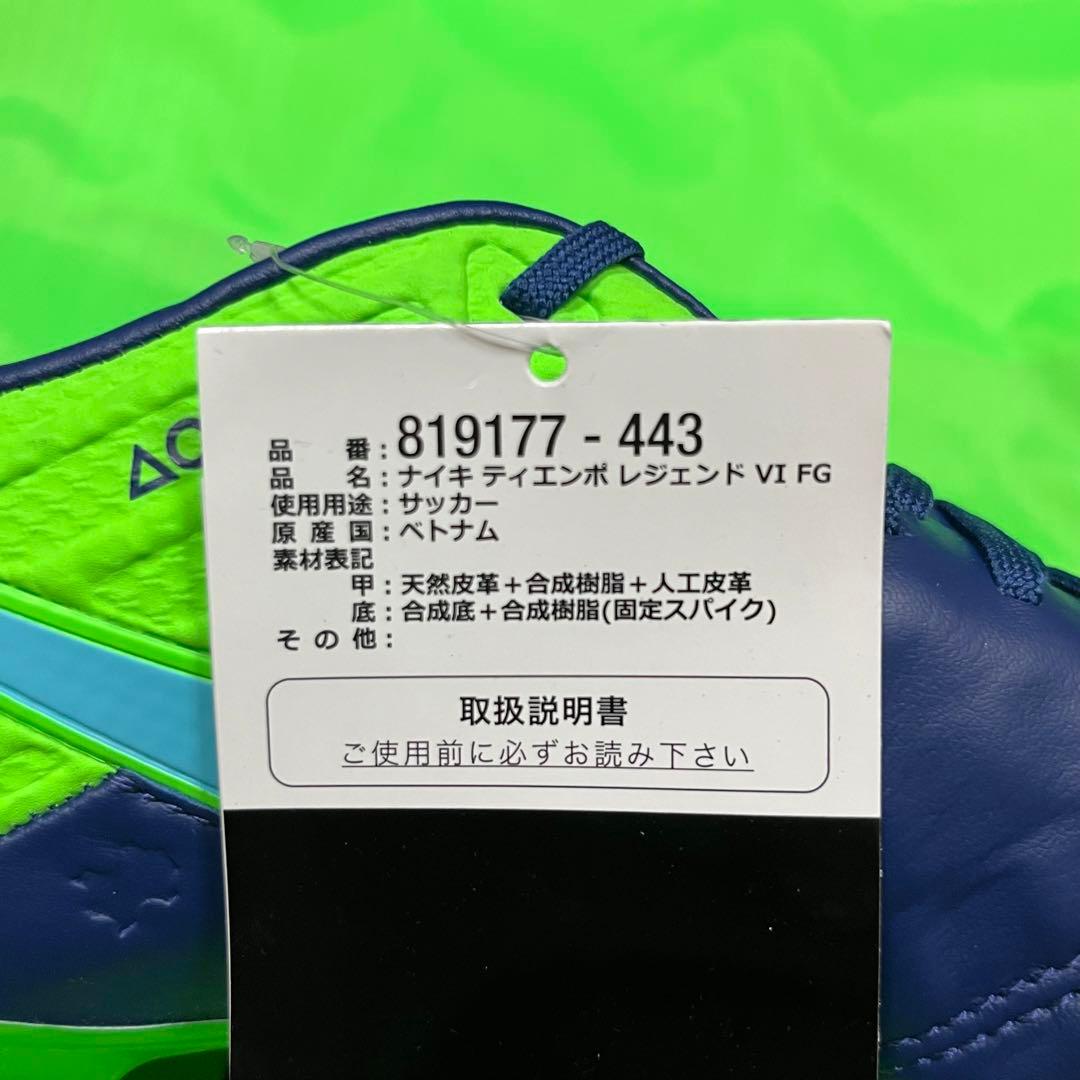 品 番:819177 - 443
品 名:ナイキ ティエンポ レジェンド VI FG
使用用途:サッカー
原 産 国:ベトナム
素材表記
甲:天然皮革+合成樹脂+人工皮革
底:合成底+合成樹脂(固定スパイク)
そ の 他:
取扱説明書
ご使用前に必ずお読み下さい